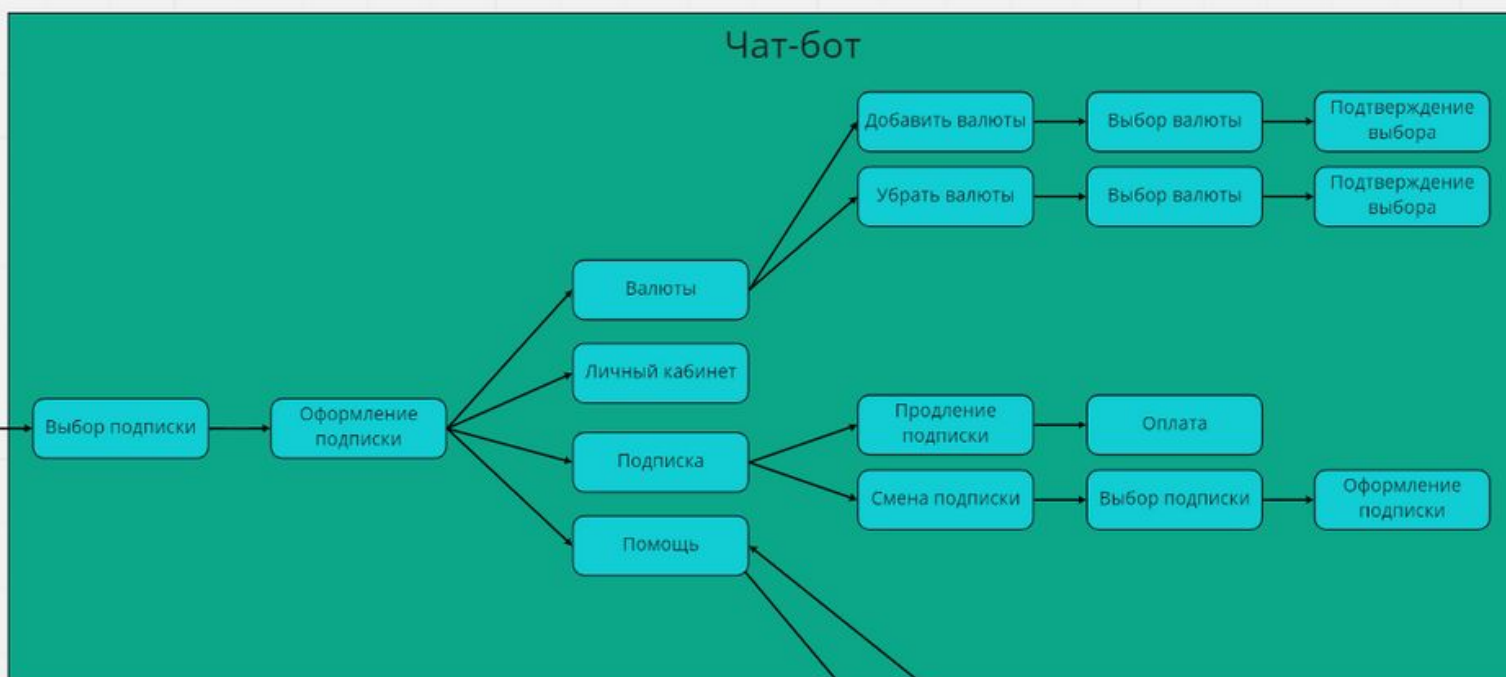 Чат-бот
Добавить валюты
Выбор валюты
Подтверждение
выбора
Убрать валюты
Выбор валюты
Подтверждение
выбора
Валюты
Личный кабинет
Выбор подписки
Оформление
подписки
Продление
подписки
Оплата
Подписка
Смена подписки
Выбор подписки
Оформление
подписки
Помощь